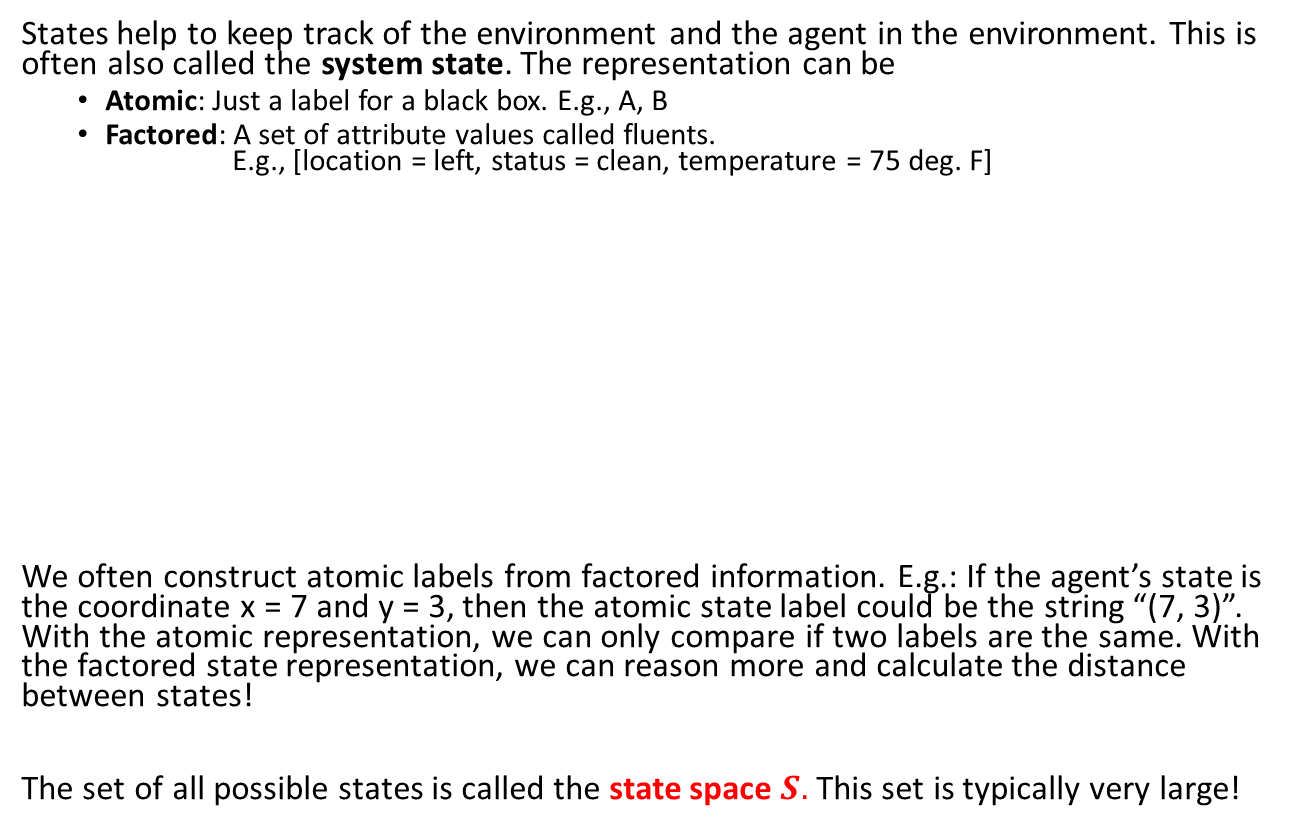 States help to keep track of the environment and the agent in the environment. This is
often also called the system state. The representation can be
• Atomic: Just a label for a black box. E.g., A, B
• Factored: A set of attribute values called fluents.
E.g., [location = left, status = clean, temperature = 75 deg. F]
We often construct atomic labels from factored information. E.g.: If the agent’s state is
the coordinate x = 7 and y = 3, then the atomic state label could be the string “(7, 3)”.
With the atomic representation, we can only compare if two labels are the same. With
the factored state representation, we can reason more and calculate the distance
between states!
The set of all possible states is called the state space S. This set is typically very large!